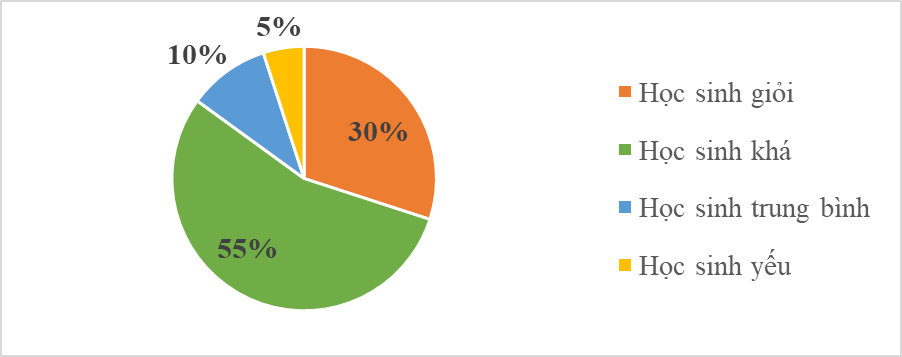 5%
10%
30%
55%
Học sinh giỏi
Học sinh khá
Học sinh trung bình
Học sinh yếu